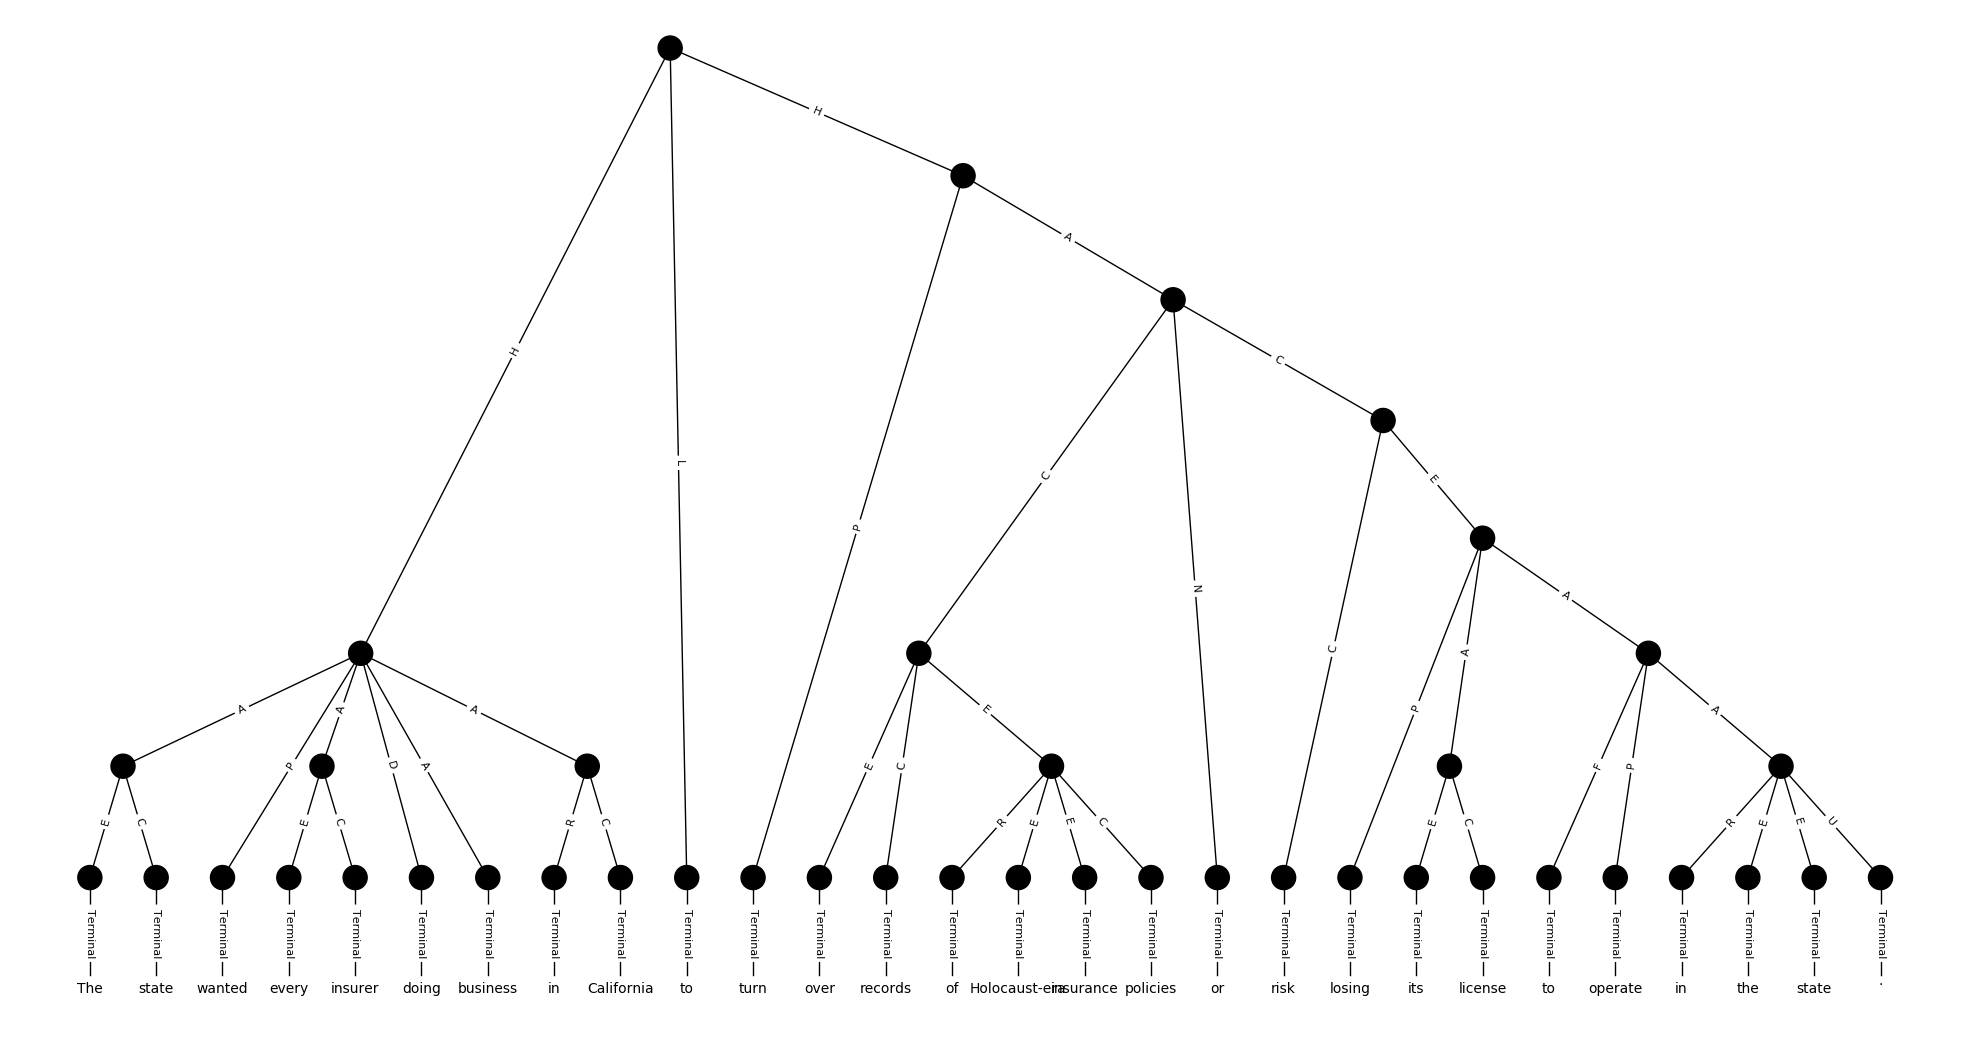 H
A
C
H
C
E
L
P
N
A
C
P
A
A
P
A
D
A
A
E
C
E
F
P
A
E
C
E
C
R
C
R
E
E
C
E
C
R
E
E
U
Terminal Terminal Terminal Terminal Terminal Terminal Terminal Terminal Terminal Terminal Terminal Terminal Terminal Terminal Terminal Terminal Terminal Terminal Terminal Terminal Terminal Terminal Terminal Terminal Terminal Terminal Terminal Terminal
The state wanted every insurer doing business in California to turn over records of Holocaust-era insurance policies or risk losing its license to operate in the state .